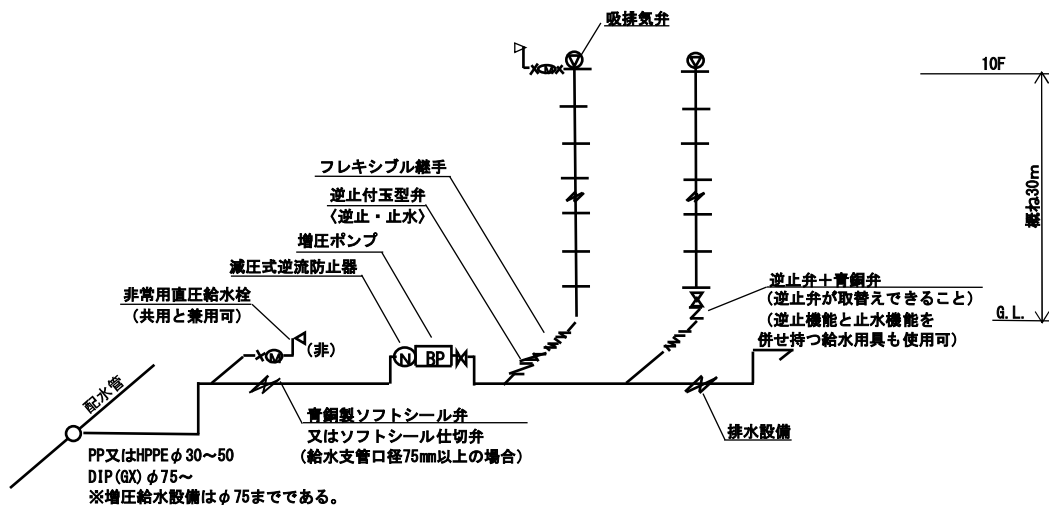 吸排気弁
10F
フレキシブル継手
逆止付玉型弁
〈逆止・止水〉
増圧ポンプ
減圧式逆流防止器
非常用直圧給水栓
(共用と兼用可)
概ね30m
逆止弁＋青銅弁
(逆止弁が取替えできること)
(逆止機能と止水機能を
併せ持つ給水用具も使用可)
G.L.
M
M
(非)
N
BP
配水管
青銅製ソフトシール弁
又はソフトシール仕切弁
(給水支管口径75mm以上の場合)
排水設備
PP又はHPPEφ30～50
DIP(GX)φ75～
※増圧給水設備はφ75までである。